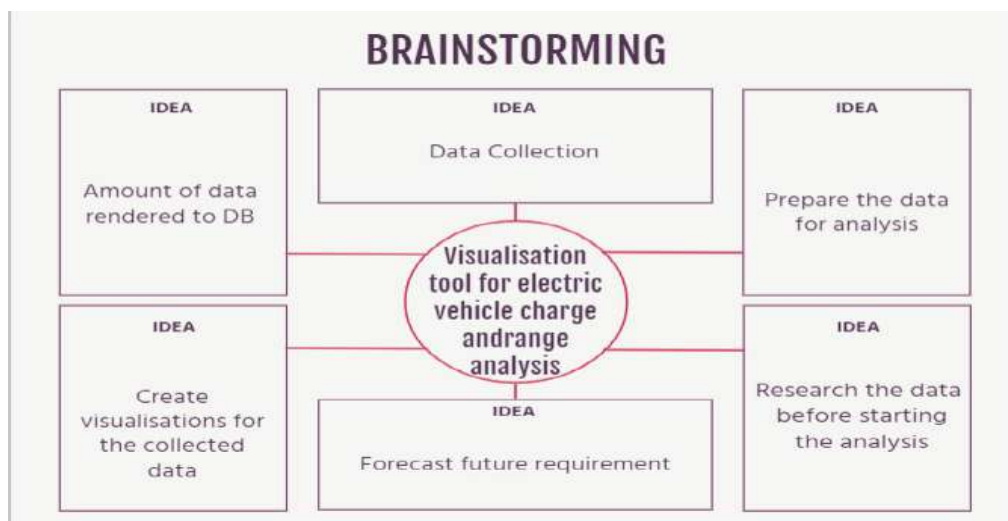 BRAINSTORMING
IDEA
Amount of data
rendered to DB
IDEA
Data Collection
IDEA
Prepare the data
for analysis
Visualisation
tool for electric
vehicle charge
andrange
analysis
IDEA
Create
visualisations for
the collected
data
IDEA
Forecast future requirement
IDEA
Research the data
before starting
the analysis